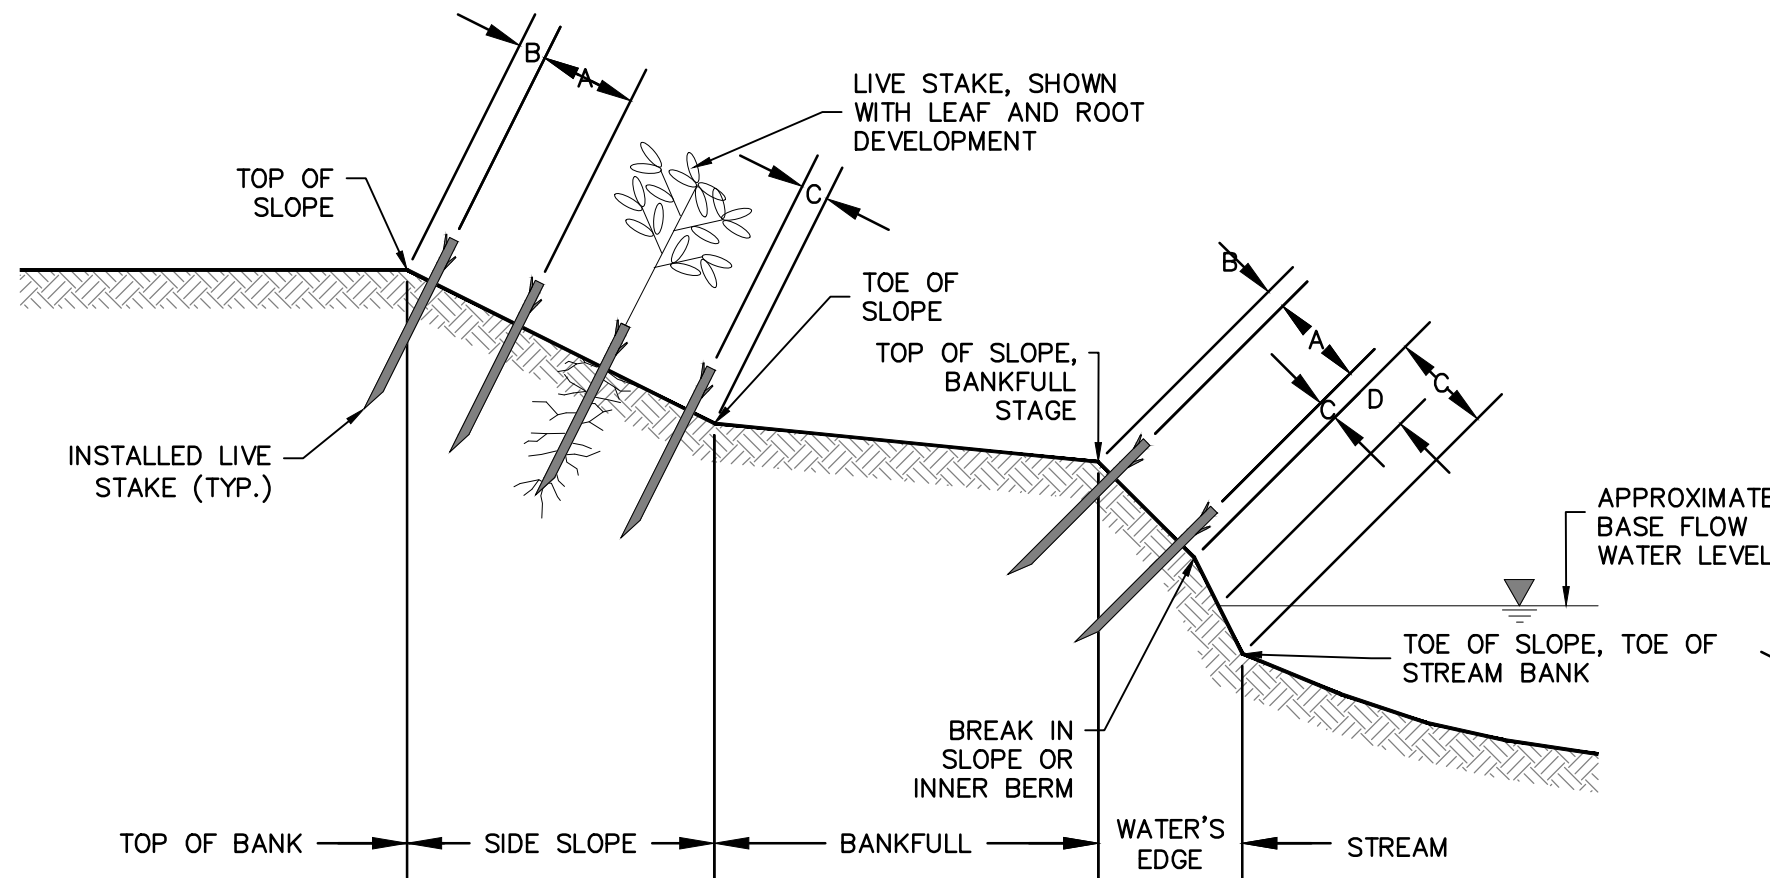 B
A
LIVE STAKE, SHOWN
WITH LEAF AND ROOT
DEVELOPMENT
TOP OF
SLOPE
C
TOE OF
SLOPE
B
TOP OF SLOPE,
BANKFULL
STAGE
A
C
D
C
INSTALLED LIVE
STAKE (TYP.)
APPROXIMATE
BASE FLOW
WATER LEVEL
TOE OF SLOPE, TOE OF
STREAM BANK
BREAK IN
SLOPE OR
INNER BERM
TOP OF BANK
SIDE SLOPE
BANKFULL
WATER'S
EDGE
STREAM